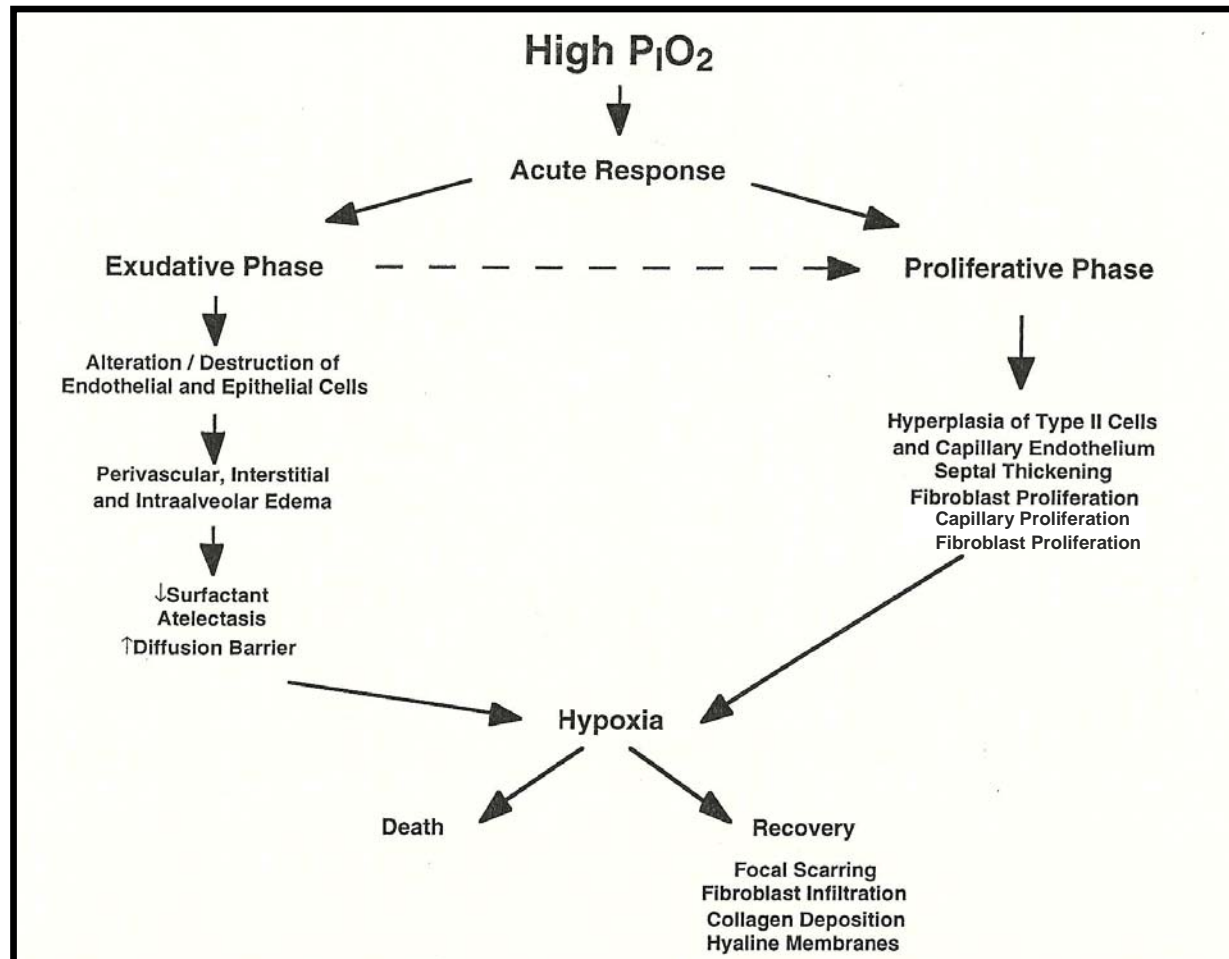 High PIO2
Acute Response
Exudative Phase
Proliferative Phase
Alteration / Destruction of
Endothelial and Epithelial Cells
Perivascular, Interstitial
and Intraalveolar Edema
↓Surfactant
Atelectasis
↑Diffusion Barrier
Hyperplasia of Type II Cells
and Capillary Endothelium
Septal Thickening
Fibroblast Proliferation
Capillary Proliferation
Fibroblast Proliferation
Hypoxia
Death
Recovery
Focal Scarring
Fibroblast Infiltration
Collagen Deposition
Hyaline Membranes